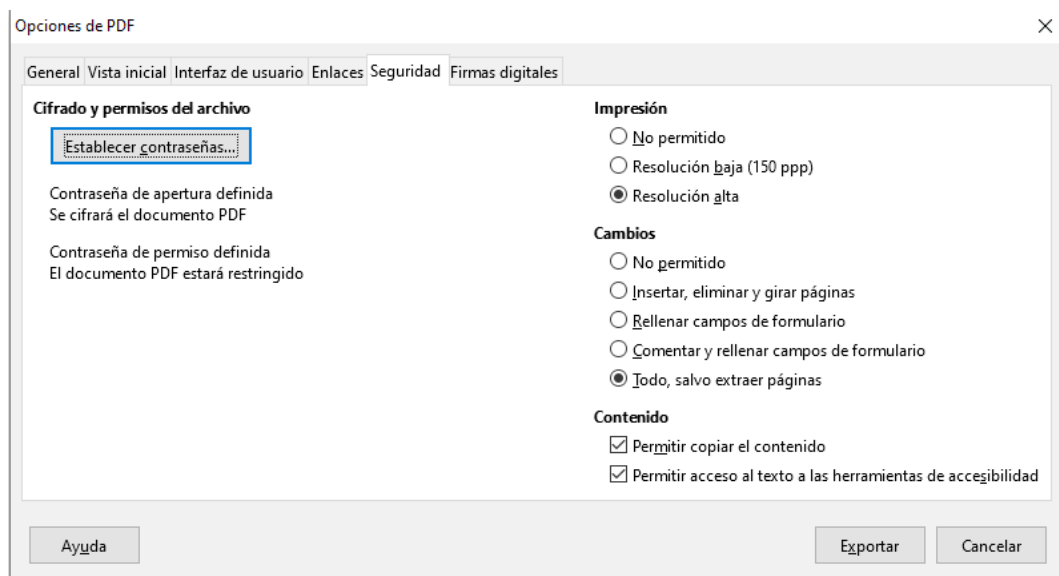 Opciones de PDF
General Vista inicial Interfaz de usuario Enlaces Seguridad Firmas digitales
Cifrado y permisos del archivo
Establecer contraseñas...
Contraseña de apertura definida
Se cifrará el documento PDF
Contraseña de permiso definida
El documento PDF estará restringido
Impresión
No permitido
Resolución baja (150 ppp)
Resolución alta
Cambios
No permitido
Insertar, eliminar y girar páginas
Rellenar campos de formulario
Comentar y rellenar campos de formulario
Todo, salvo extraer páginas
Contenido
Permitir copiar el contenido
Permitir acceso al texto a las herramientas de accesibilidad
Ayuda
Exportar
Cancelar